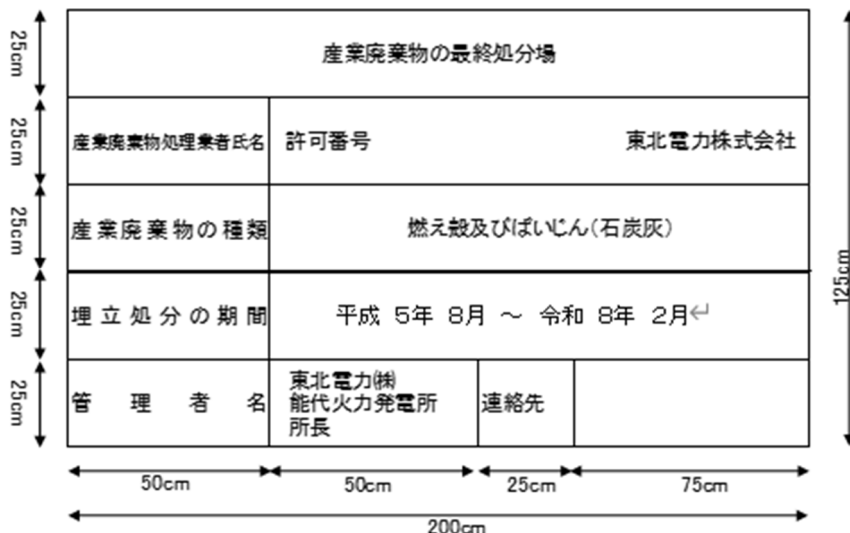 産業廃棄物の最終処分場
産業廃棄物処理業者氏名 許可番号 東北電力株式会社
産業廃棄物の種類 燃え殻及びばいじん(石炭灰)
埋立処分の期間 平成 5年 8月 ～ 令和 8年 2月↵
管理者名 東北電力㈱
能代火力発電所
所長
連絡先
25cm
25cm
25cm
25cm
25cm
125cm
50cm 50cm 25cm 75cm
200cm